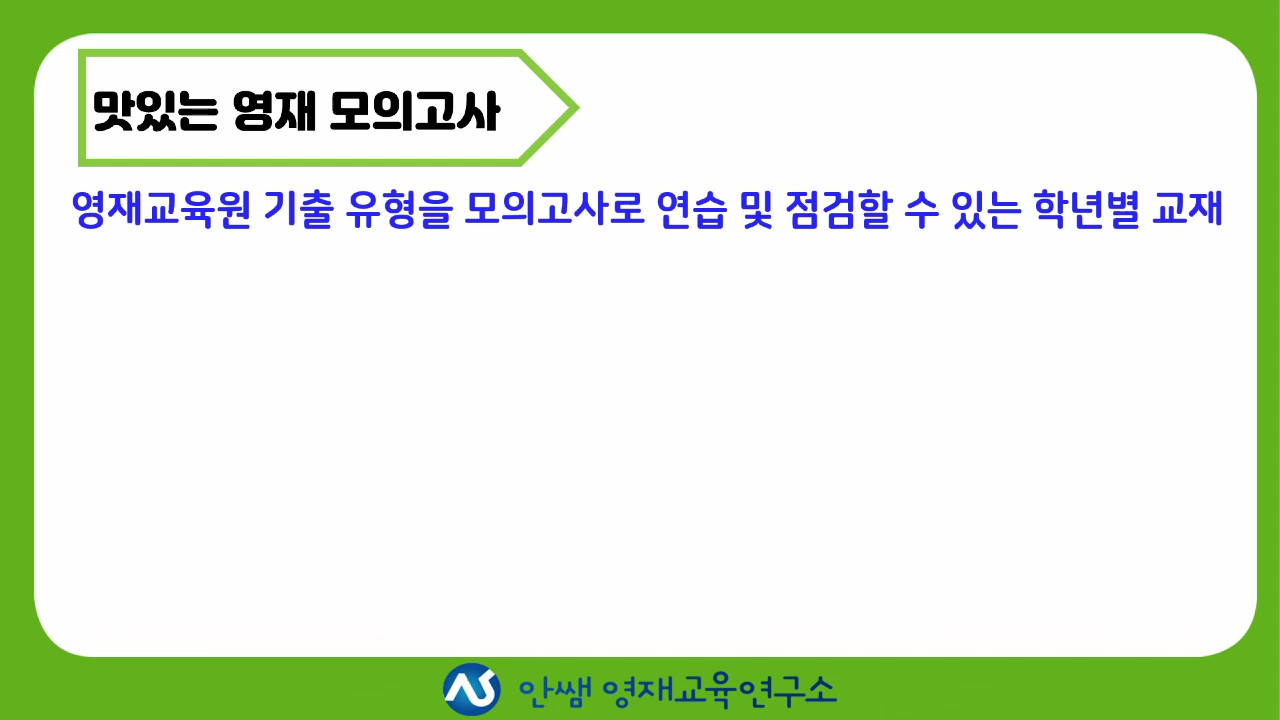 맛있는 영재 모의고사
영재교육원 기출 유형을 모의고사로 연습 및 점검할 수 있는 학년별 교재
안쌤 영재교육연구소